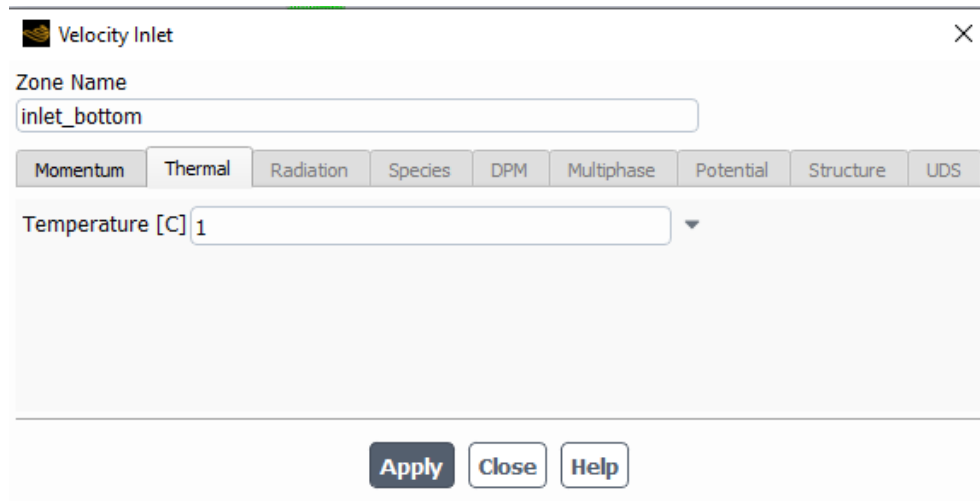 Velocity Inlet
Zone Name
inlet_bottom
Momentum Thermal Radiation Species DPM Multiphase Potential Structure UDS
Temperature [C] 1
Apply Close Help